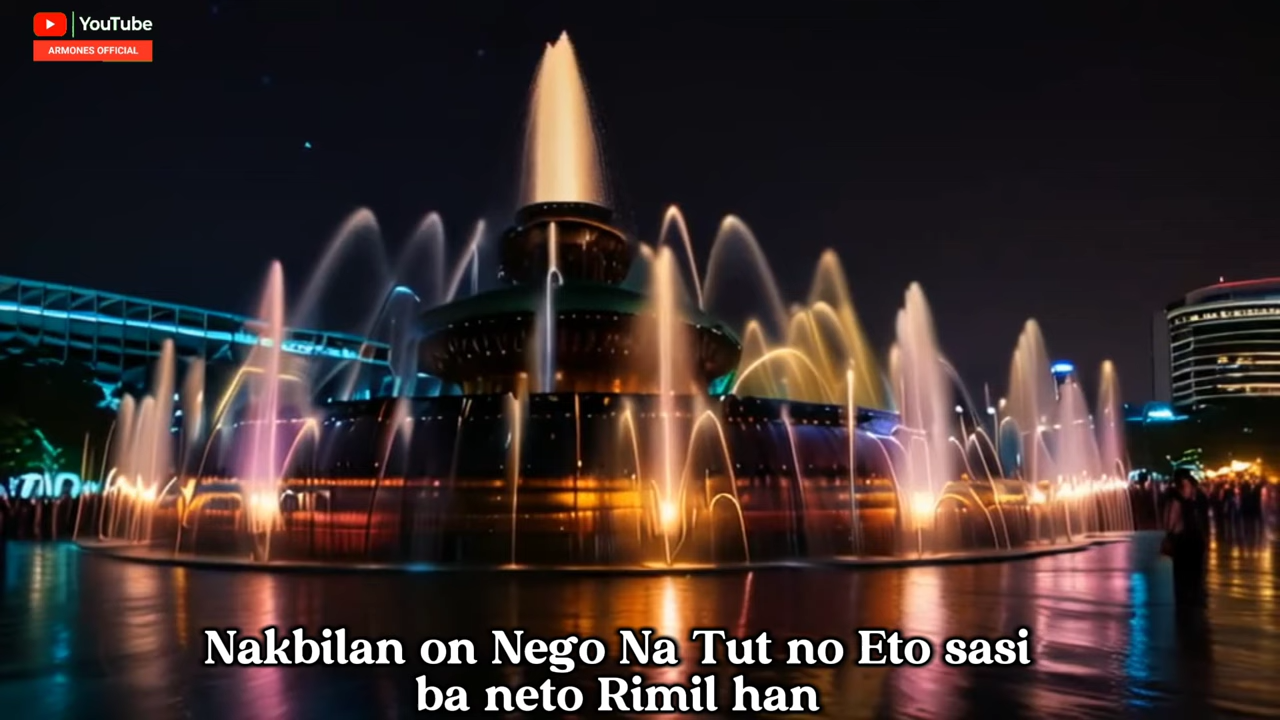 YouTube
ARMONES OFFICIAL
Nakbilan on Nego Na Tut no Eto sasi
ba neto Rimil han